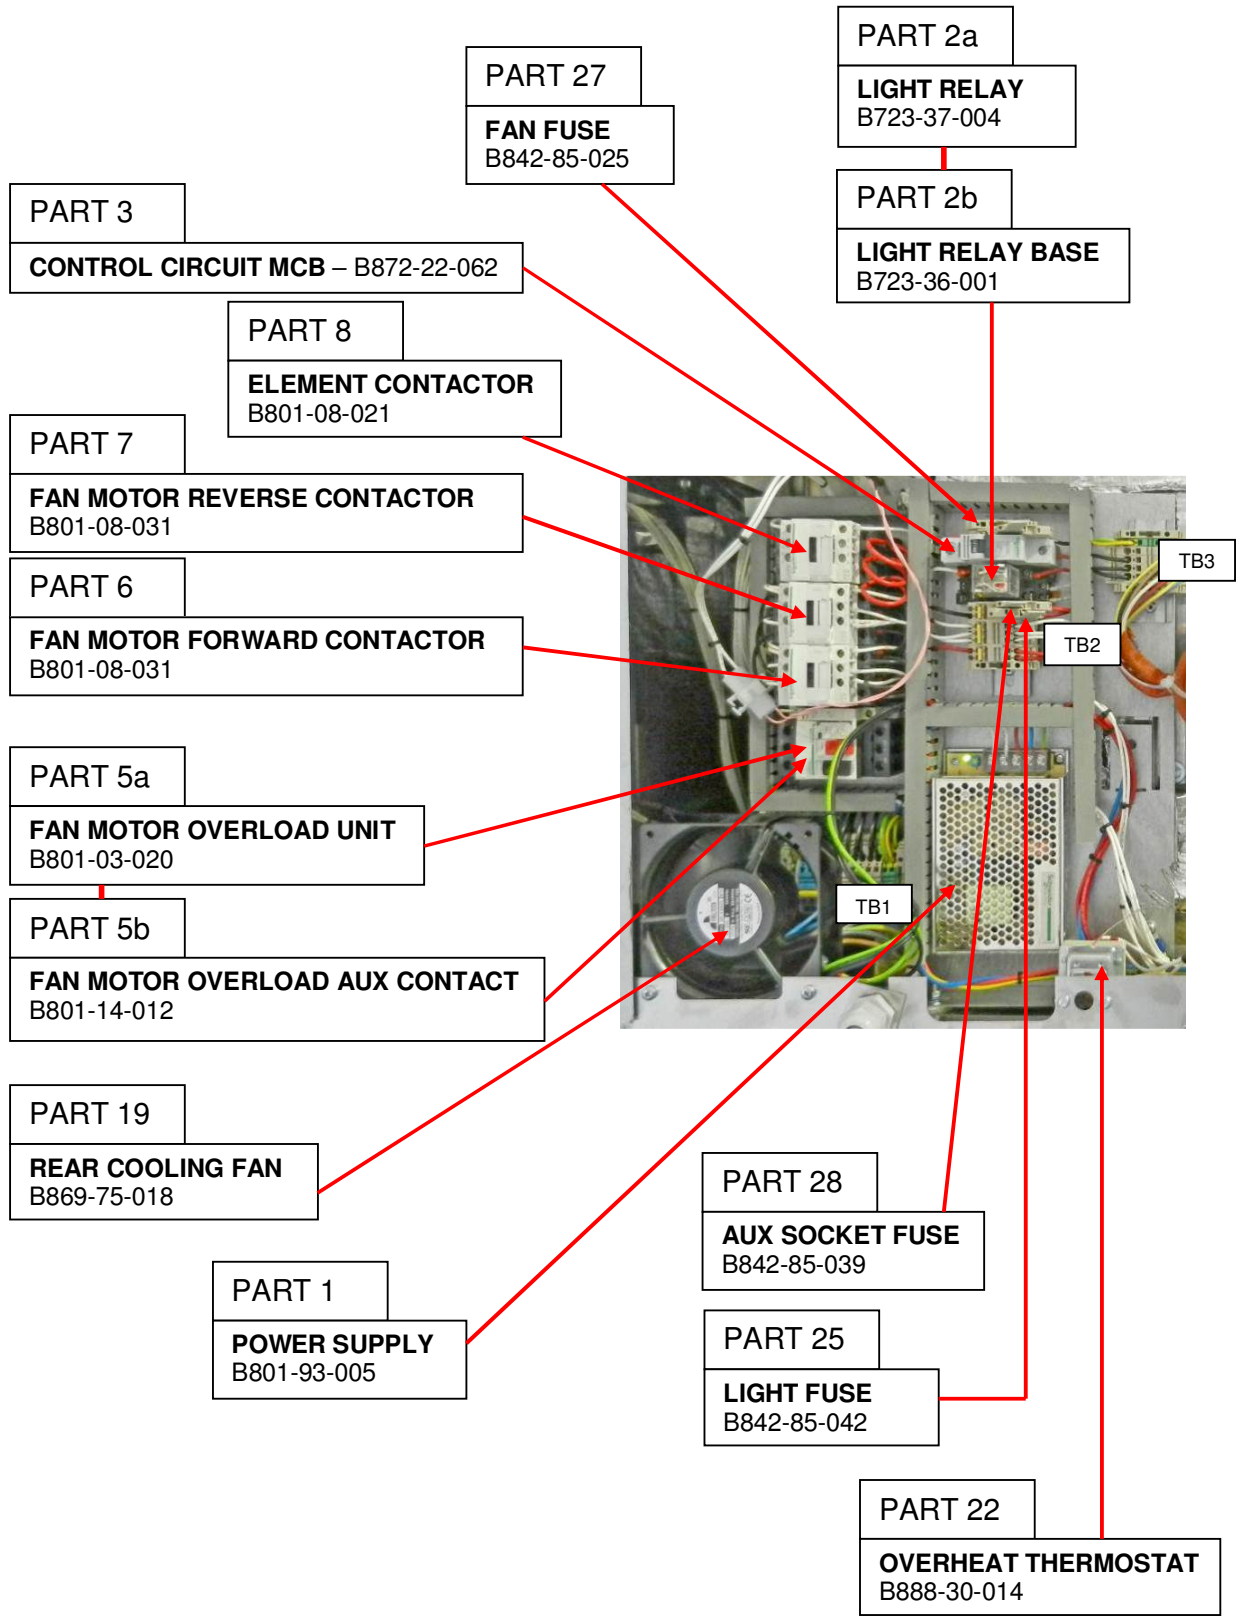 PART 2a
LIGHT RELAY
B723-37-004
PART 27
FAN FUSE
B842-85-025
PART 2b
LIGHT RELAY BASE
B723-36-001
PART 3
CONTROL CIRCUIT MCB – B872-22-062
PART 8
ELEMENT CONTACTOR
B801-08-021
PART 7
FAN MOTOR REVERSE CONTACTOR
B801-08-031
PART 6
FAN MOTOR FORWARD CONTACTOR
B801-08-031
TB3
TB2
PART 5a
FAN MOTOR OVERLOAD UNIT
B801-03-020
TB1
PART 5b
FAN MOTOR OVERLOAD AUX CONTACT
B801-14-012
PART 19
REAR COOLING FAN
B869-75-018
PART 28
AUX SOCKET FUSE
B842-85-039
PART 1
POWER SUPPLY
B801-93-005
PART 25
LIGHT FUSE
B842-85-042
PART 22
OVERHEAT THERMOSTAT
B888-30-014